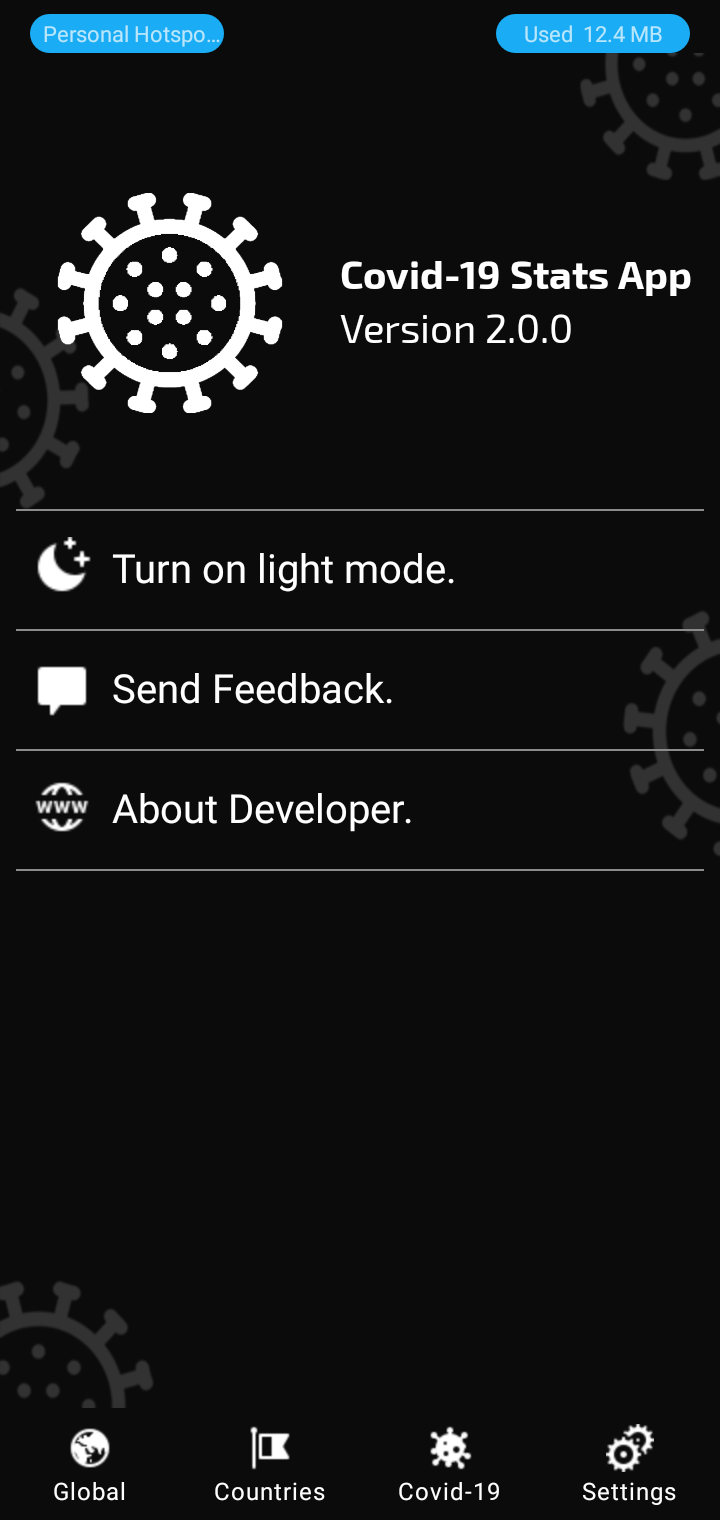 Personal Hotspo...
Used 12.4 MB
Covid-19 Stats App
Version 2.0.0
Turn on light mode.
Send Feedback.
WWW
About Developer.
Global
Countries
Covid-19
Settings